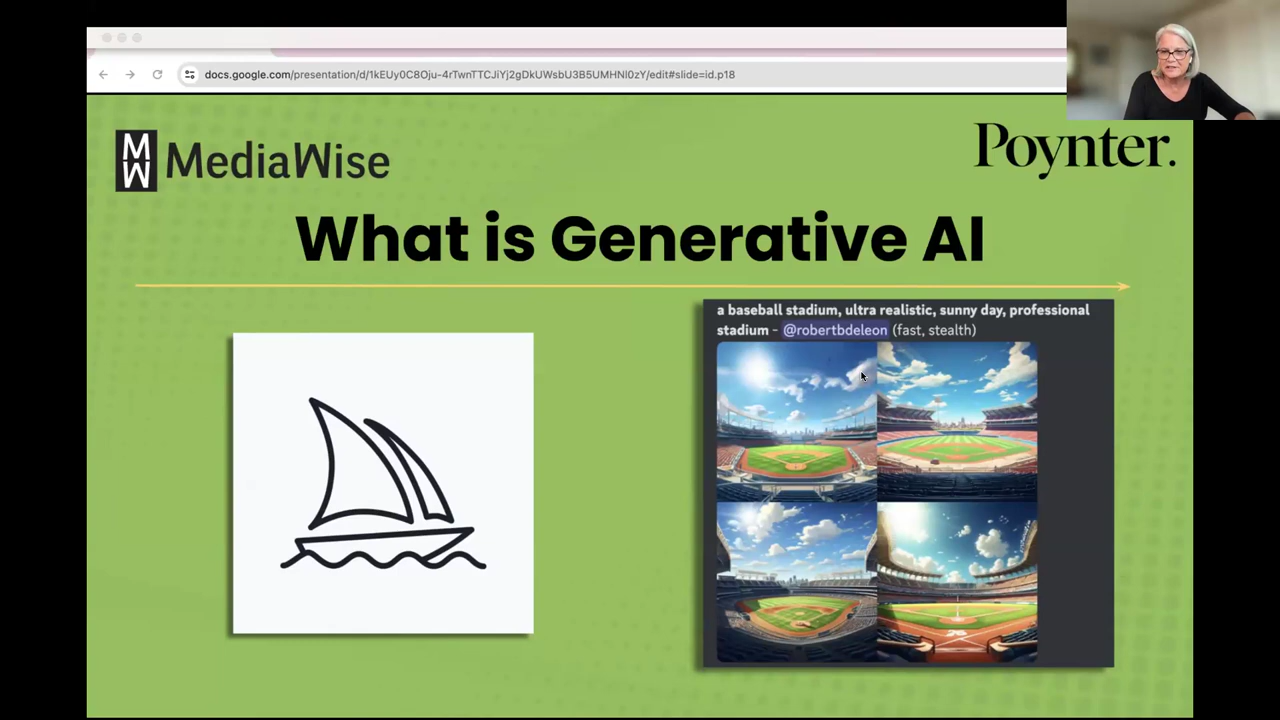 docs.google.com/presentation/d/1kEUy0C8Oju-4rTwnTTCJiYj2gDkUWsbU3B5UMHNl0zY/edit#slide=id.p18
MW MediaWise
Poynter.
What is Generative AI
a baseball stadium, ultra realistic, sunny day, professional
stadium - @robertbdeleon (fast, stealth)